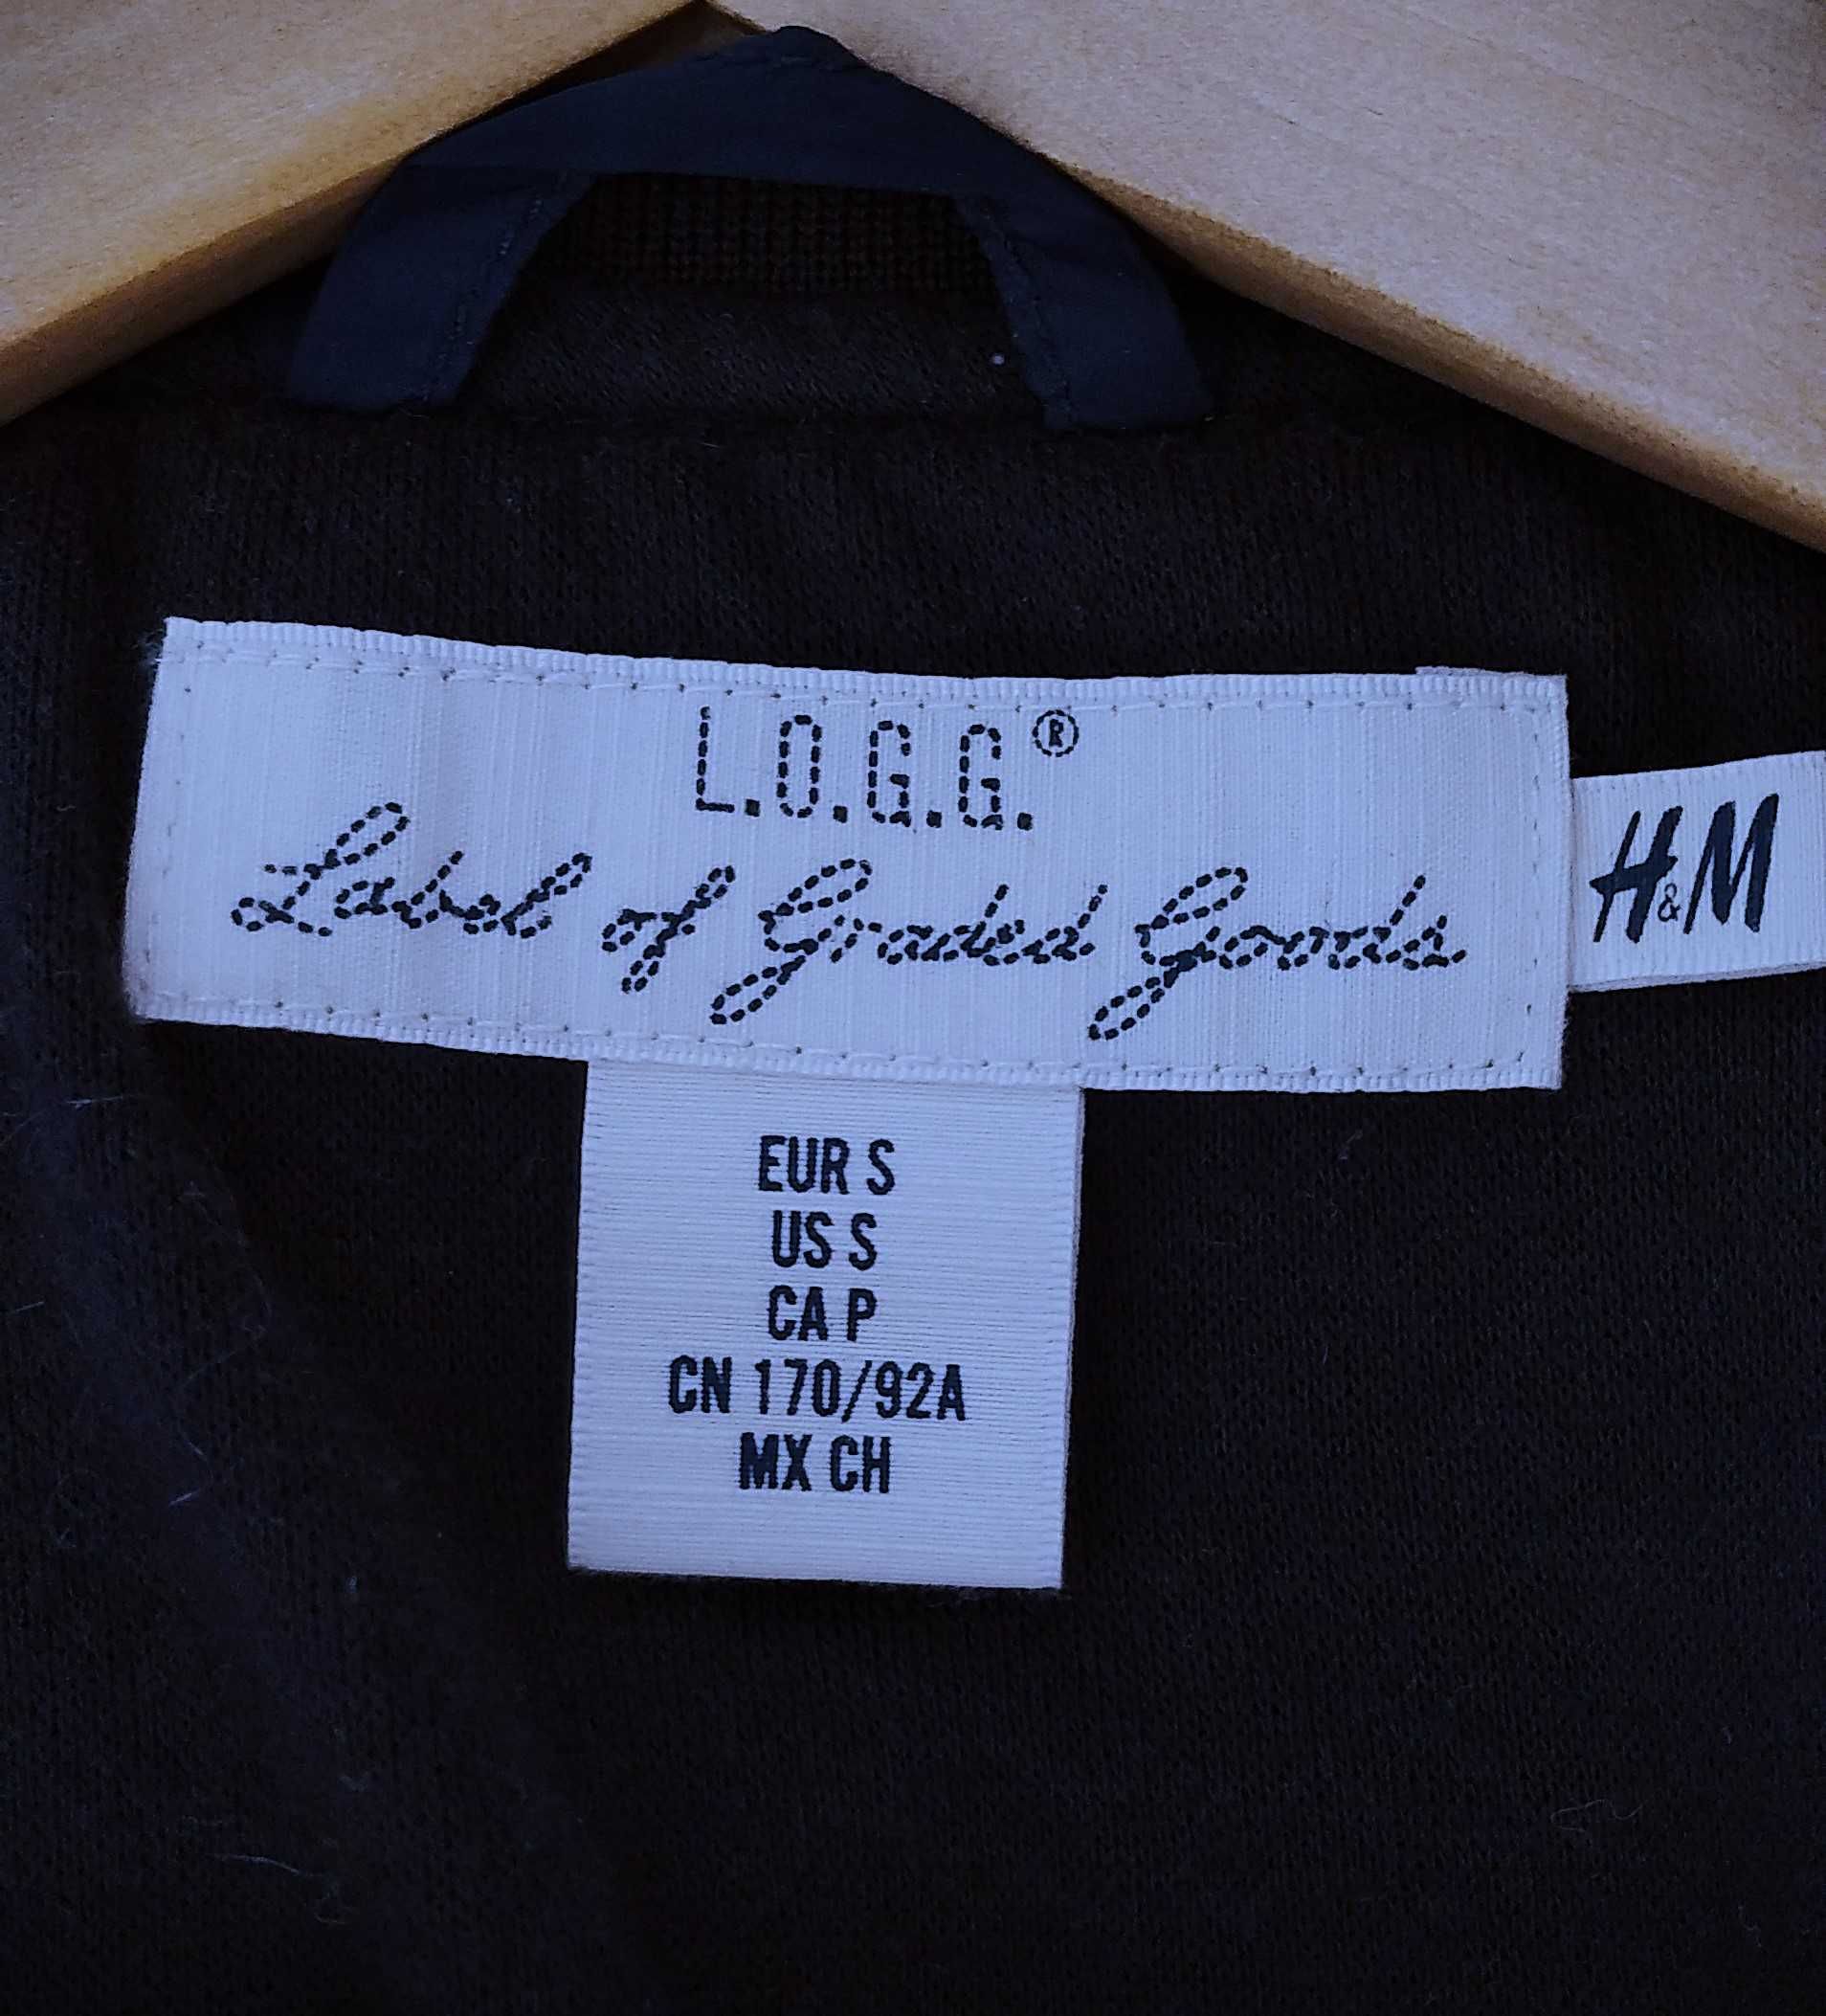 L.O.G.G.®
Label of Graded Goods
H&M
EUR S
US S
CA P
CN 170/92A
MX CH